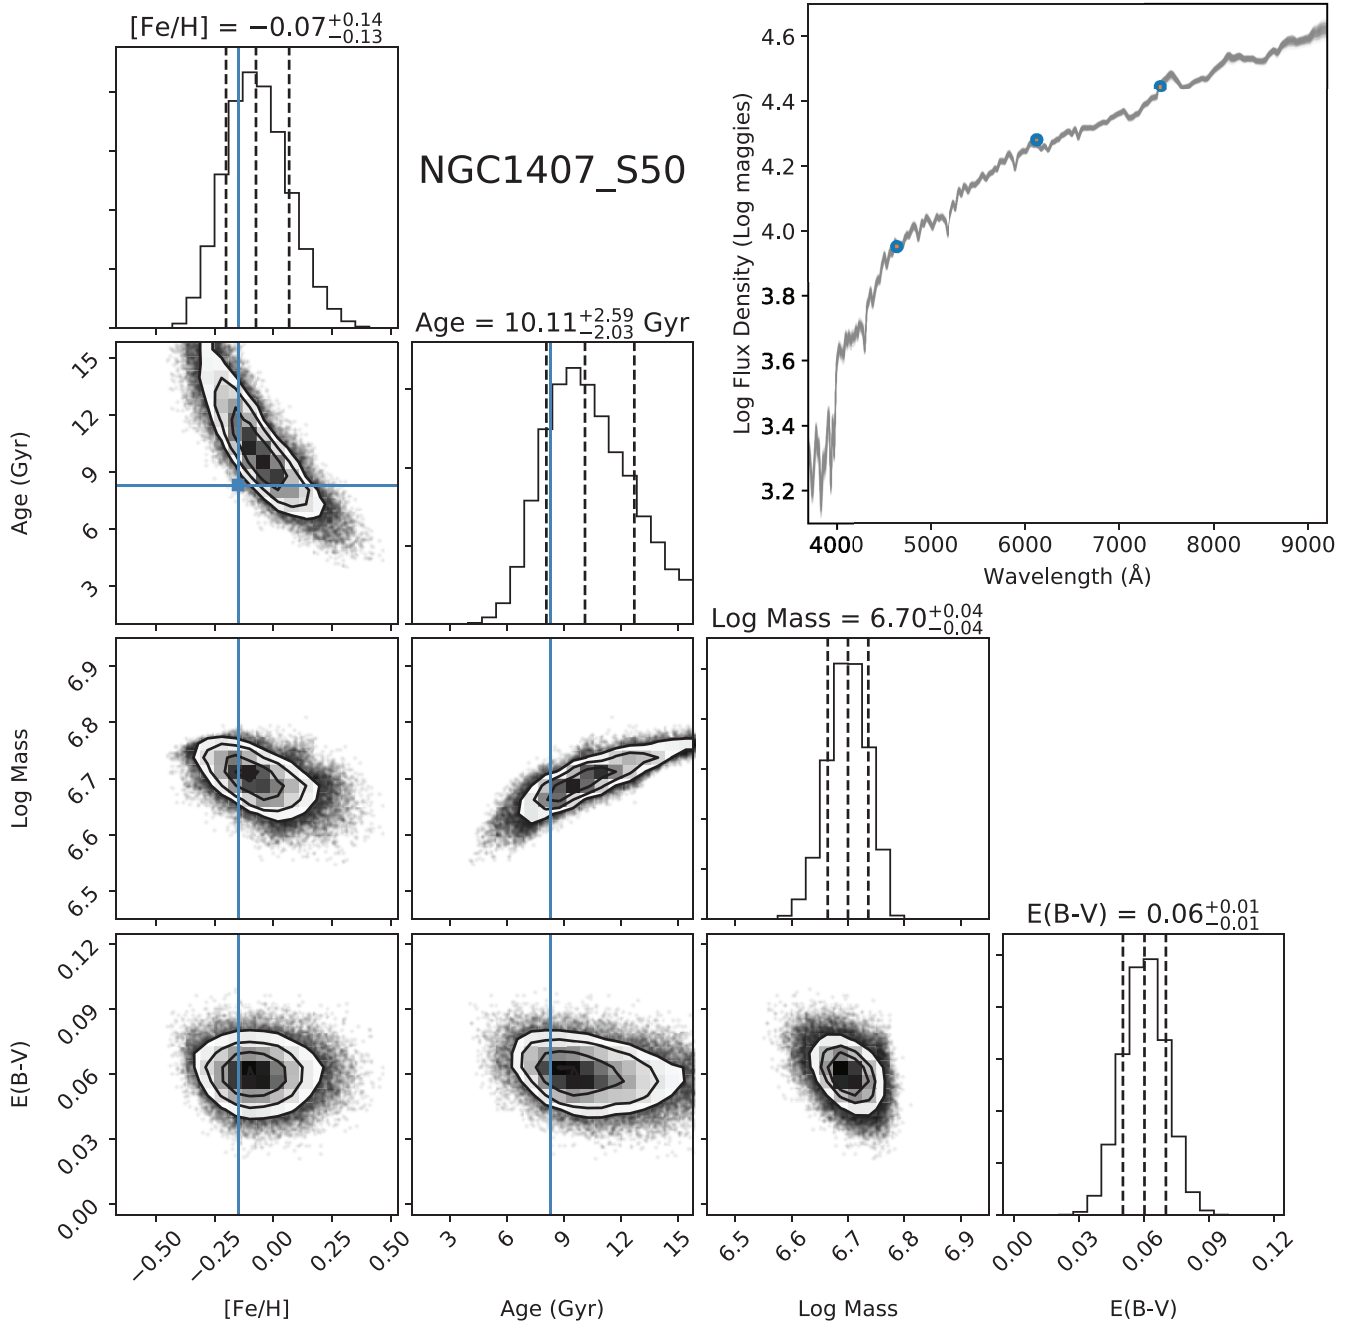 [Fe/H] = −0.07 +0.14 −0.13
4.6
4.4
4.2
4.0
3.8
3.6
3.4
3.2
Log Flux Density (Log maggies)
4000 5000 6000 7000 8000 9000
Wavelength (Å)
NGC1407_S50
Age = 10.11 +2.59 −2.03 Gyr
15
12
9
6
3
Age (Gyr)
Log Mass = 6.70 +0.04 −0.04
6.9
6.8
6.7
6.6
6.5
Log Mass
E(B-V) = 0.06 +0.01 −0.01
0.12
0.09
0.06
0.03
0.00
E(B-V)
−0.50 −0.25 0.00 0.25 0.50
[Fe/H]
3 6 9 12 15
Age (Gyr)
6.5 6.6 6.7 6.8 6.9
Log Mass
0.00 0.03 0.06 0.09 0.12
E(B-V)